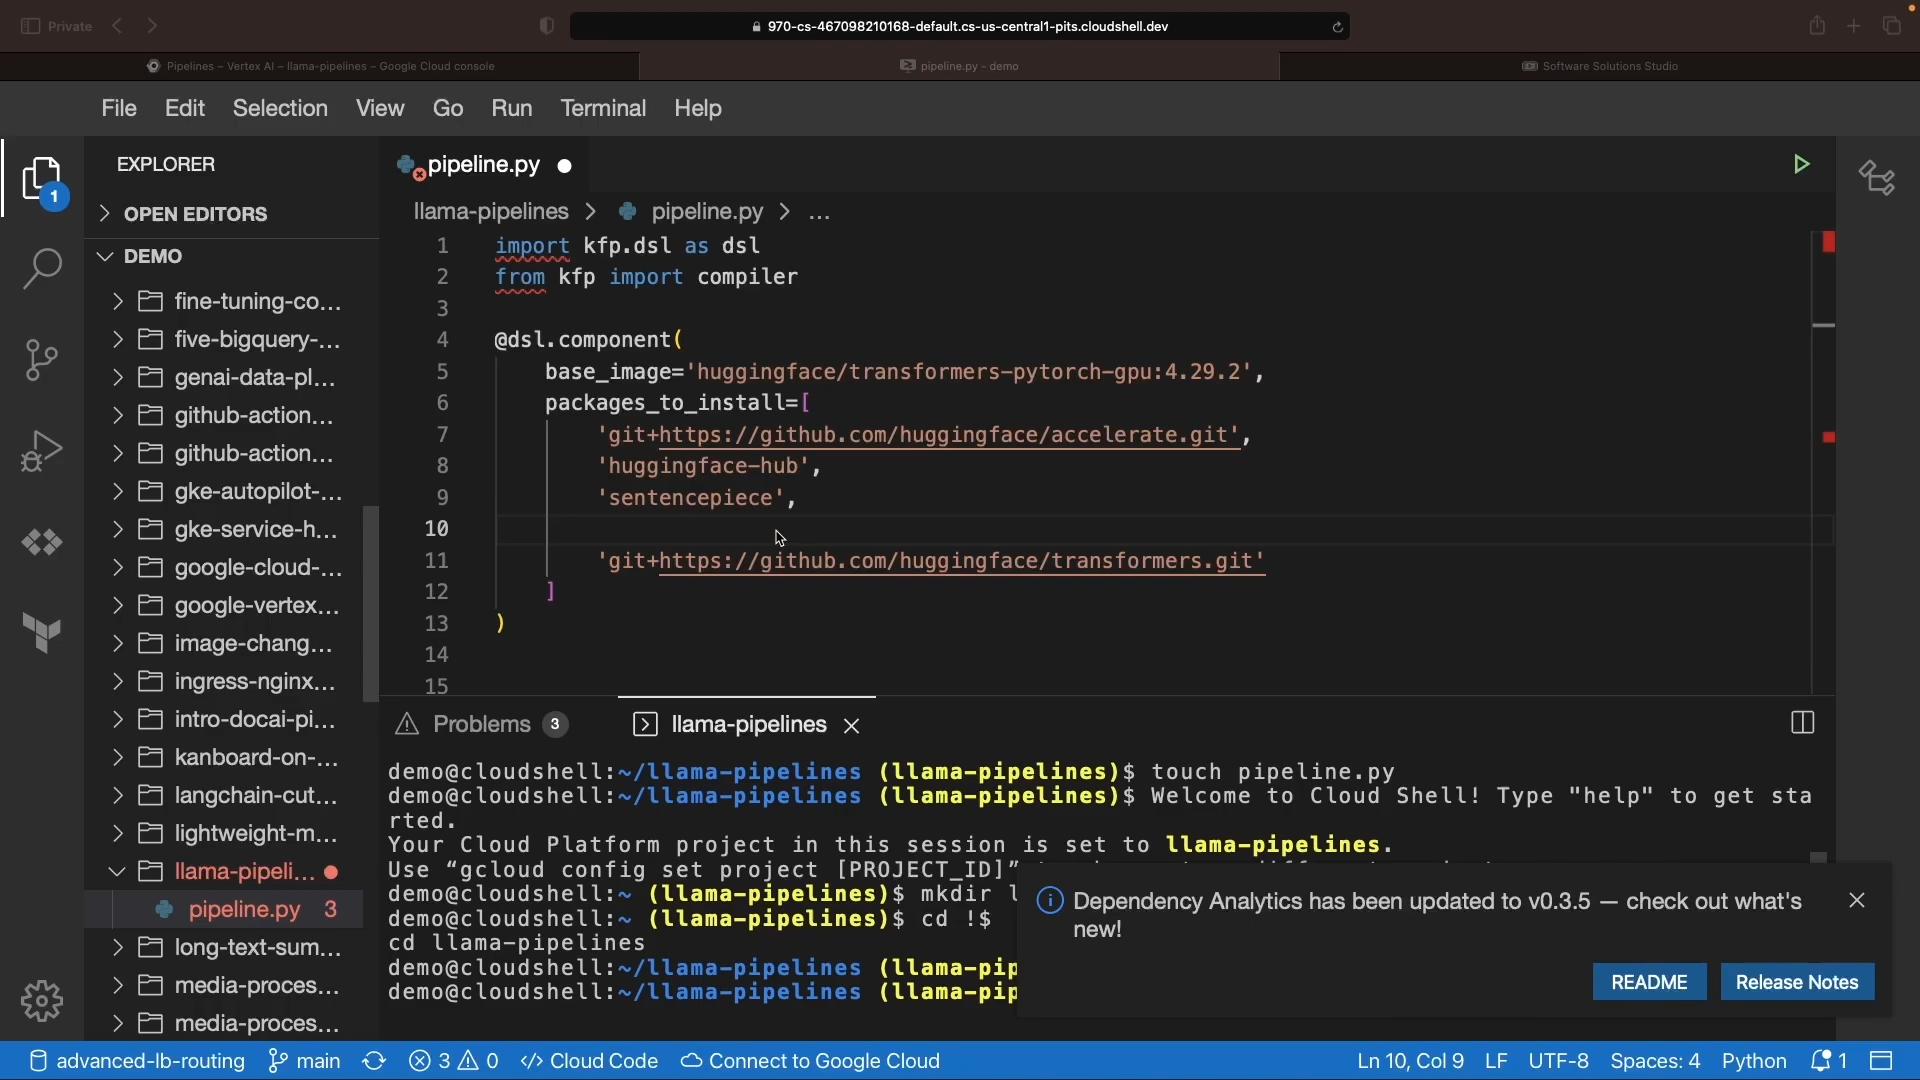 Private
970-cs-467098210168-default.cs-us-central1-pits.cloudshell.dev
Pipelines – Vertex AI – llama-pipelines – Google Cloud console
pipeline.py - demo
Software Solutions Studio
File Edit Selection View Go Run Terminal Help
EXPLORER
1
OPEN EDITORS
DEMO
fine-tuning-co...
five-bigquery-...
genai-data-pl...
github-action...
github-action...
gke-autopilot-...
gke-service-h...
google-cloud-...
google-vertex...
image-chang...
ingress-nginx...
intro-docai-pi...
kanboard-on-...
langchain-cut...
lightweight-m...
llama-pipeli...
pipeline.py 3
long-text-sum...
media-proces...
media-proces...
pipeline.py
llama-pipelines > pipeline.py > ...
1 import kfp.dsl as dsl
2 from kfp import compiler
3
4 @dsl.component(
5 base_image='huggingface/transformers-pytorch-gpu:4.29.2',
6 packages_to_install=[
7 'git+https://github.com/huggingface/accelerate.git',
8 'huggingface-hub',
9 'sentencepiece',
10
11 'git+https://github.com/huggingface/transformers.git'
12 ]
13 )
14
15
Problems 3
llama-pipelines
demo@cloudshell:~/llama-pipelines (llama-pipelines)$ touch pipeline.py
demo@cloudshell:~/llama-pipelines (llama-pipelines)$ Welcome to Cloud Shell! Type "help" to get sta
rted.
Your Cloud Platform project in this session is set to llama-pipelines.
Use “gcloud config set project [PROJECT_ID]”
demo@cloudshell:~ (llama-pipelines)$ mkdir l
demo@cloudshell:~ (llama-pipelines)$ cd !$
cd llama-pipelines
demo@cloudshell:~/llama-pipelines (llama-pip
demo@cloudshell:~/llama-pipelines (llama-pip
Dependency Analytics has been updated to v0.3.5 — check out what's
new!
README
Release Notes
advanced-lb-routing main 3 0 Cloud Code Connect to Google Cloud Ln 10, Col 9 LF UTF-8 Spaces: 4 Python 1